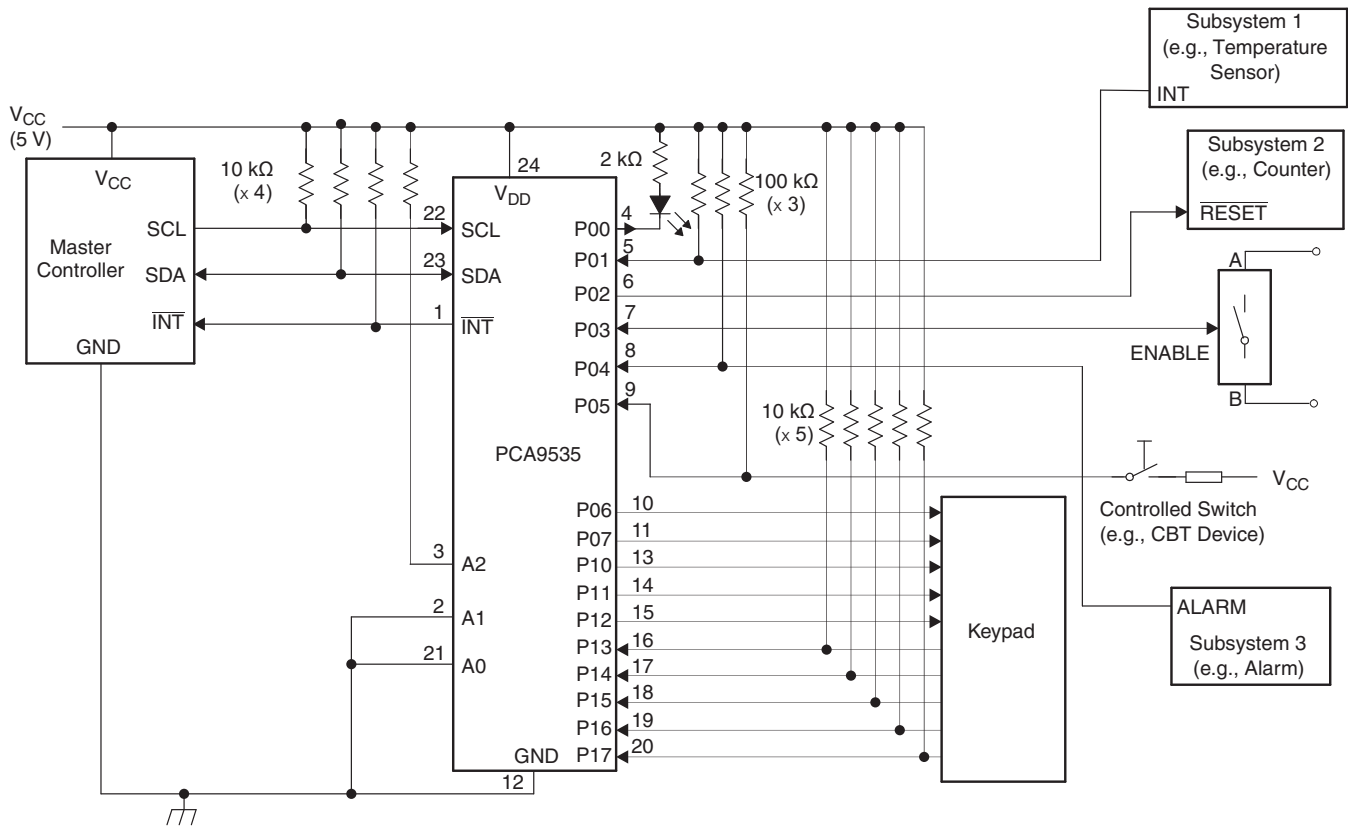 Subsystem 1
(e.g., Temperature
Sensor)
INT
VCC
(5 V)
Subsystem 2
(e.g., Counter)
RESET
VCC
SCL
Master
Controller
SDA
INT
GND
10 kΩ
(x 4)
22
23
1
3
2
21
24
VDD
SCL
SDA
INT
PCA9535
A2
A1
A0
GND
12
2 kΩ
100 kΩ
(x 3)
P00
4
P01
5
P02
6
P03
7
P04
8
P05
9
P06
10
P07
11
P10
13
P11
14
P12
15
P13
16
P14
17
P15
18
P16
19
P17
20
10 kΩ
(x 5)
A
ENABLE
B
VCC
Controlled Switch
(e.g., CBT Device)
Keypad
ALARM
Subsystem 3
(e.g., Alarm)